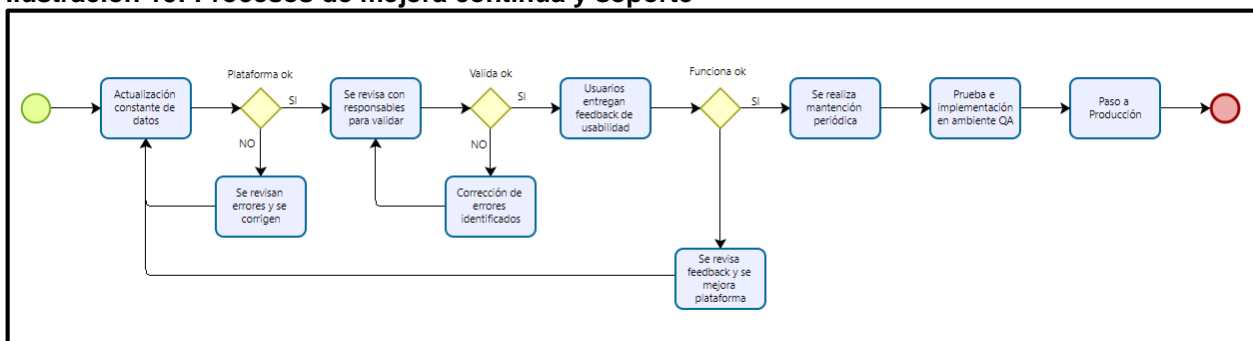 Ilustración 10. Procesos de mejora continua y soporte
Plataforma ok
Valida ok
Funciona ok
Actualización
constante de
datos
SI
Se revisa con
responsables
para validar
SI
Usuarios
entregan
feedback de
usabilidad
SI
Se realiza
mantención
periódica
Prueba e
implementación
en ambiente QA
Paso a
Producción
NO
NO
Se revisan
errores y se
corrigen
Corrección de
errores
identificados
Se revisa
feedback y se
mejora
plataforma